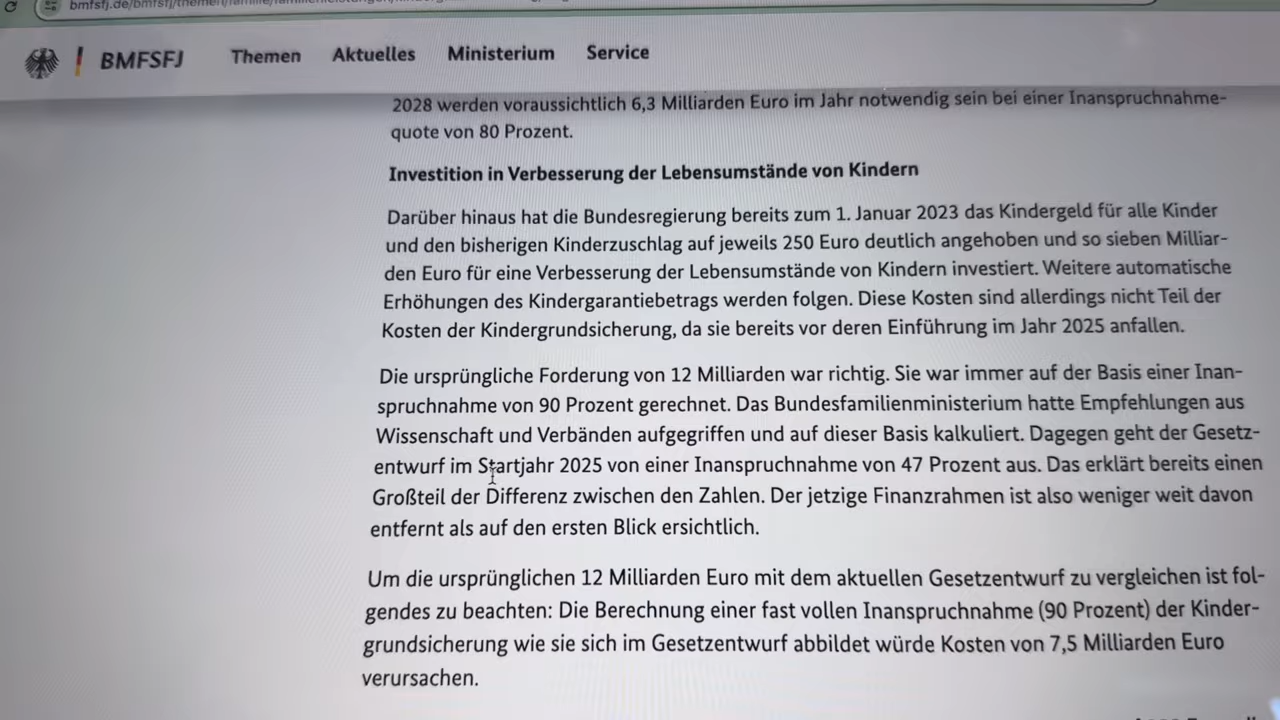 bmfsfj.de/bmfsfj/themen/familie/familienleistungen/
BMFSFJ Themen Aktuelles Ministerium Service
2028 werden voraussichtlich 6,3 Milliarden Euro im Jahr notwendig sein bei einer Inanspruchnahme-
quote von 80 Prozent.
Investition in Verbesserung der Lebensumstände von Kindern
Darüber hinaus hat die Bundesregierung bereits zum 1. Januar 2023 das Kindergeld für alle Kinder
und den bisherigen Kinderzuschlag auf jeweils 250 Euro deutlich angehoben und so sieben Milliar-
den Euro für eine Verbesserung der Lebensumstände von Kindern investiert. Weitere automatische
Erhöhungen des Kindergarantiebetrags werden folgen. Diese Kosten sind allerdings nicht Teil der
Kosten der Kindergrundsicherung, da sie bereits vor deren Einführung im Jahr 2025 anfallen.
Die ursprüngliche Forderung von 12 Milliarden war richtig. Sie war immer auf der Basis einer Inan-
spruchnahme von 90 Prozent gerechnet. Das Bundesfamilienministerium hatte Empfehlungen aus
Wissenschaft und Verbänden aufgegriffen und auf dieser Basis kalkuliert. Dagegen geht der Gesetz-
entwurf im Startjahr 2025 von einer Inanspruchnahme von 47 Prozent aus. Das erklärt bereits einen
Großteil der Differenz zwischen den Zahlen. Der jetzige Finanzrahmen ist also weniger weit davon
entfernt als auf den ersten Blick ersichtlich.
Um die ursprünglichen 12 Milliarden Euro mit dem aktuellen Gesetzentwurf zu vergleichen ist fol-
gendes zu beachten: Die Berechnung einer fast vollen Inanspruchnahme (90 Prozent) der Kinder-
grundsicherung wie sie sich im Gesetzentwurf abbildet würde Kosten von 7,5 Milliarden Euro
verursachen.